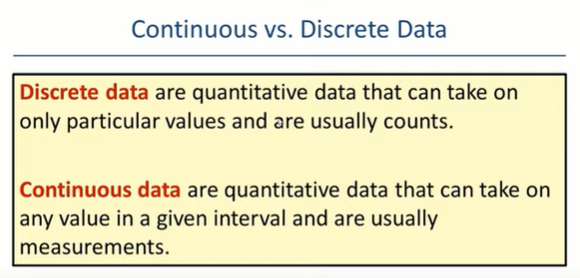 Continuous vs. Discrete Data
Discrete data are quantitative data that can take on
only particular values and are usually counts.
Continuous data are quantitative data that can take on
any value in a given interval and are usually
measurements.